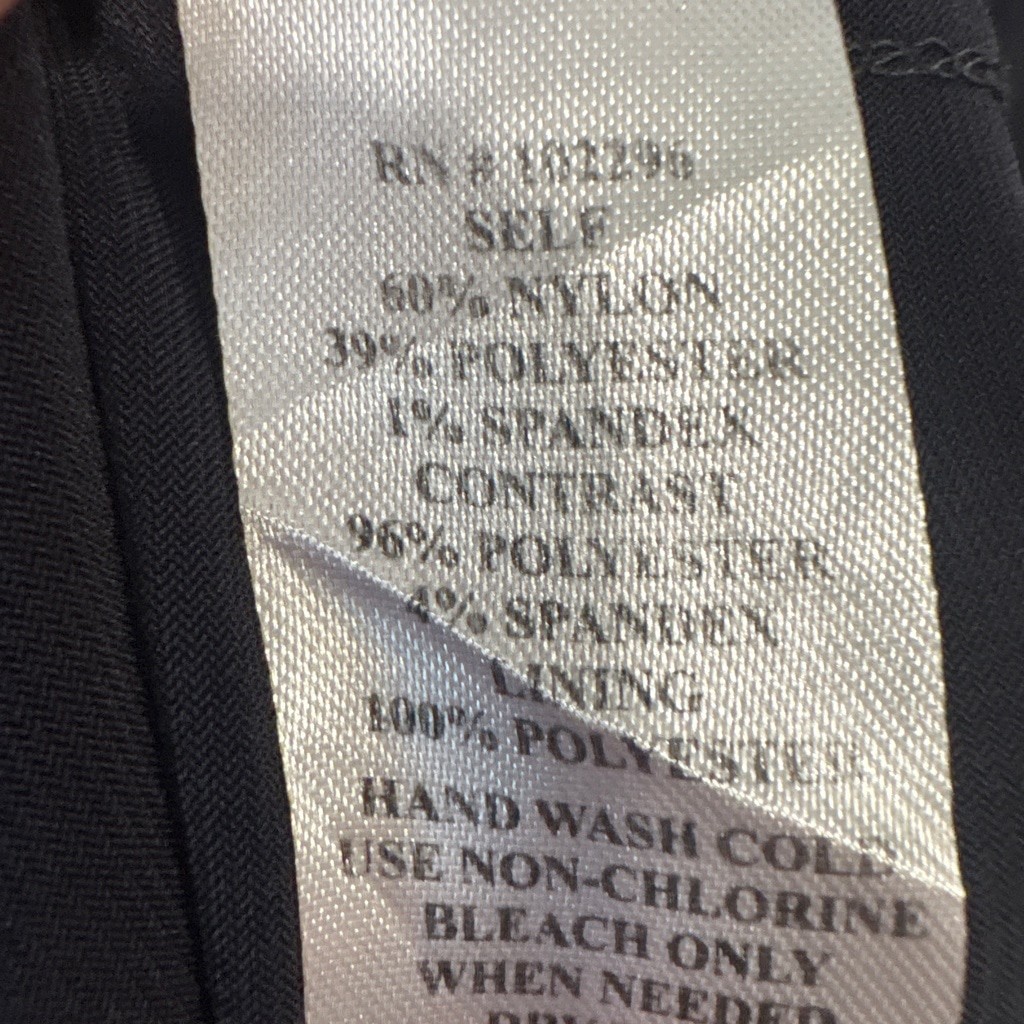 RN # 102296
SELF
60% NYLON
39% POLYESTER
1% SPANDEX
CONTRAST
96% POLYESTER
4% SPANDEX
LINING
100% POLYESTER
HAND WASH COLD
USE NON-CHLORINE
BLEACH ONLY
WHEN NEEDED